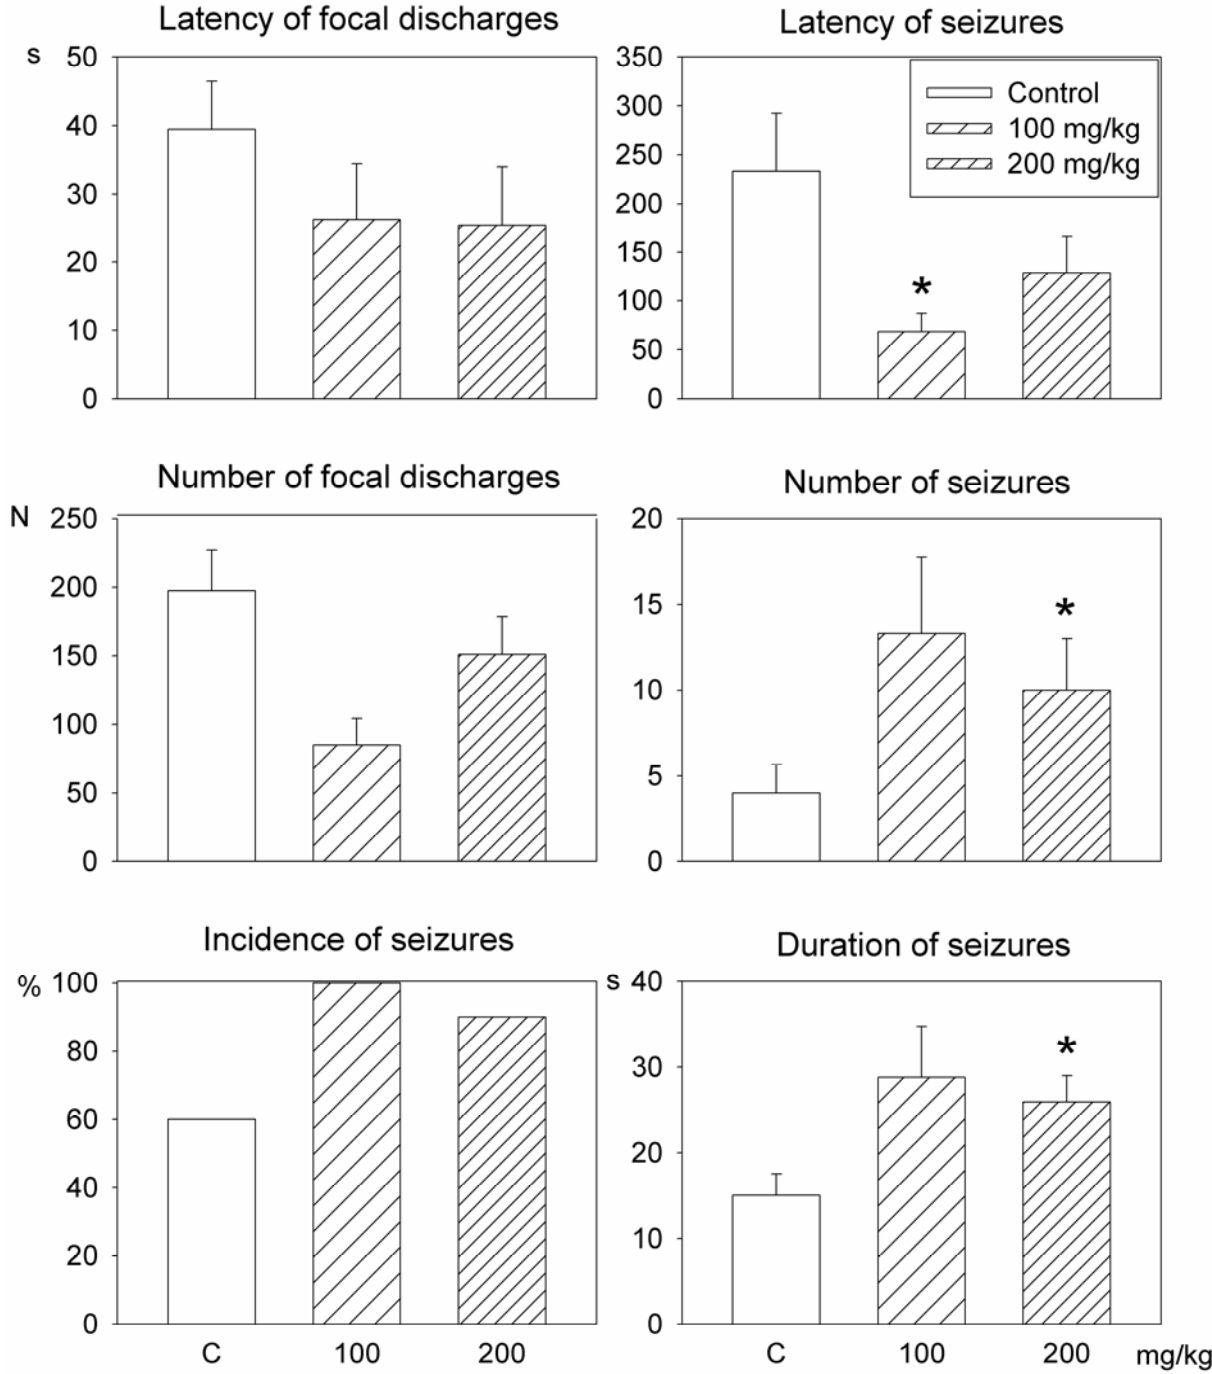 Latency of focal discharges
s
50
40
30
20
10
0
Latency of seizures
350
300
250
200
150
100
50
0
Control
100 mg/kg
200 mg/kg
*
Number of focal discharges
N
250
200
150
100
50
0
Number of seizures
20
15
10
5
0
*
Incidence of seizures
%
100
80
60
40
20
0
C 100 200
Duration of seizures
s
40
30
20
10
0
*
C 100 200 mg/kg